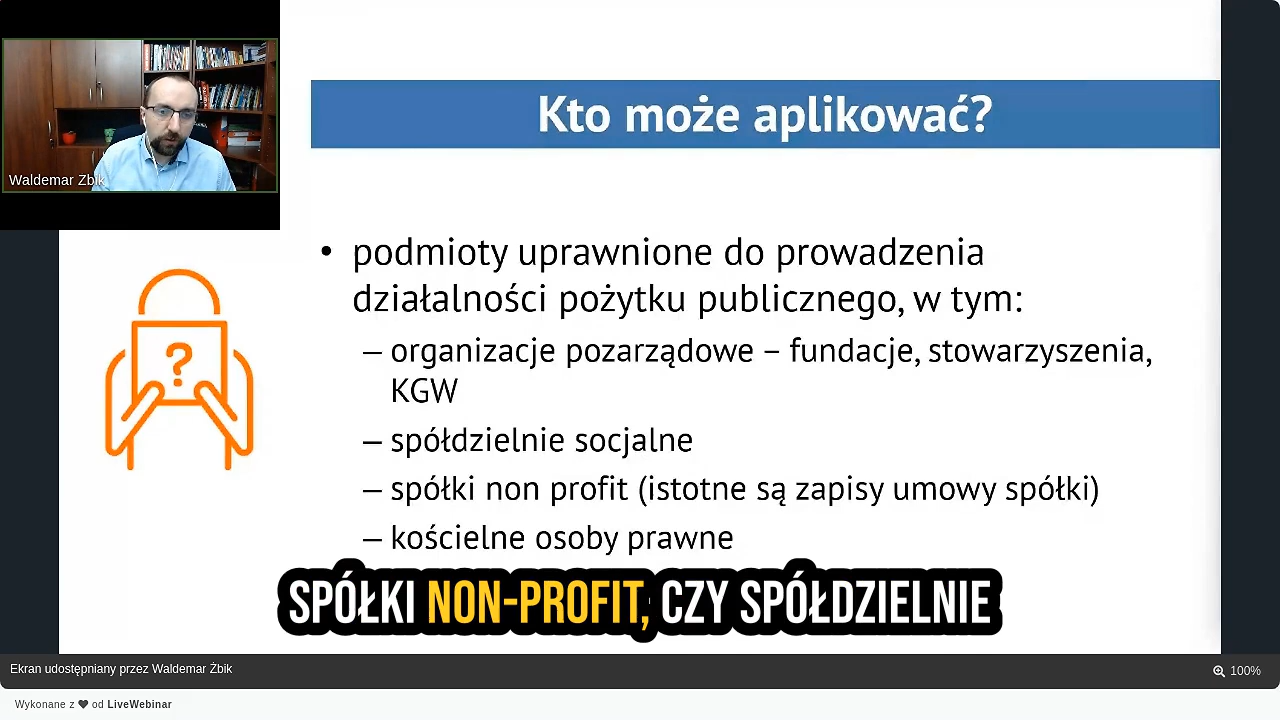 Waldemar Żbik
Kto może aplikować?
• podmioty uprawnione do prowadzenia
działalności pożytku publicznego, w tym:
– organizacje pozarządowe – fundacje, stowarzyszenia,
KGW
– spółdzielnie socjalne
– spółki non profit (istotne są zapisy umowy spółki)
– kościelne osoby prawne
?
SPÓŁKI NON-PROFIT, CZY SPÓŁDZIELNIE
Ekran udostępniany przez Waldemar Żbik
100%
Wykonane z ❤ od LiveWebinar